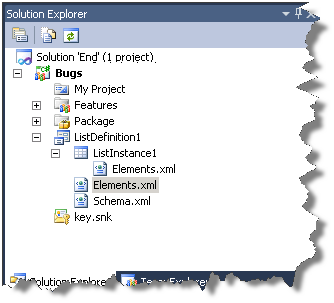 Solution Explorer
Solution 'End' (1 project)
Bugs
My Project
Features
Package
ListDefinition1
ListInstance1
Elements.xml
Elements.xml
Schema.xml
key.snk
Solution Explorer